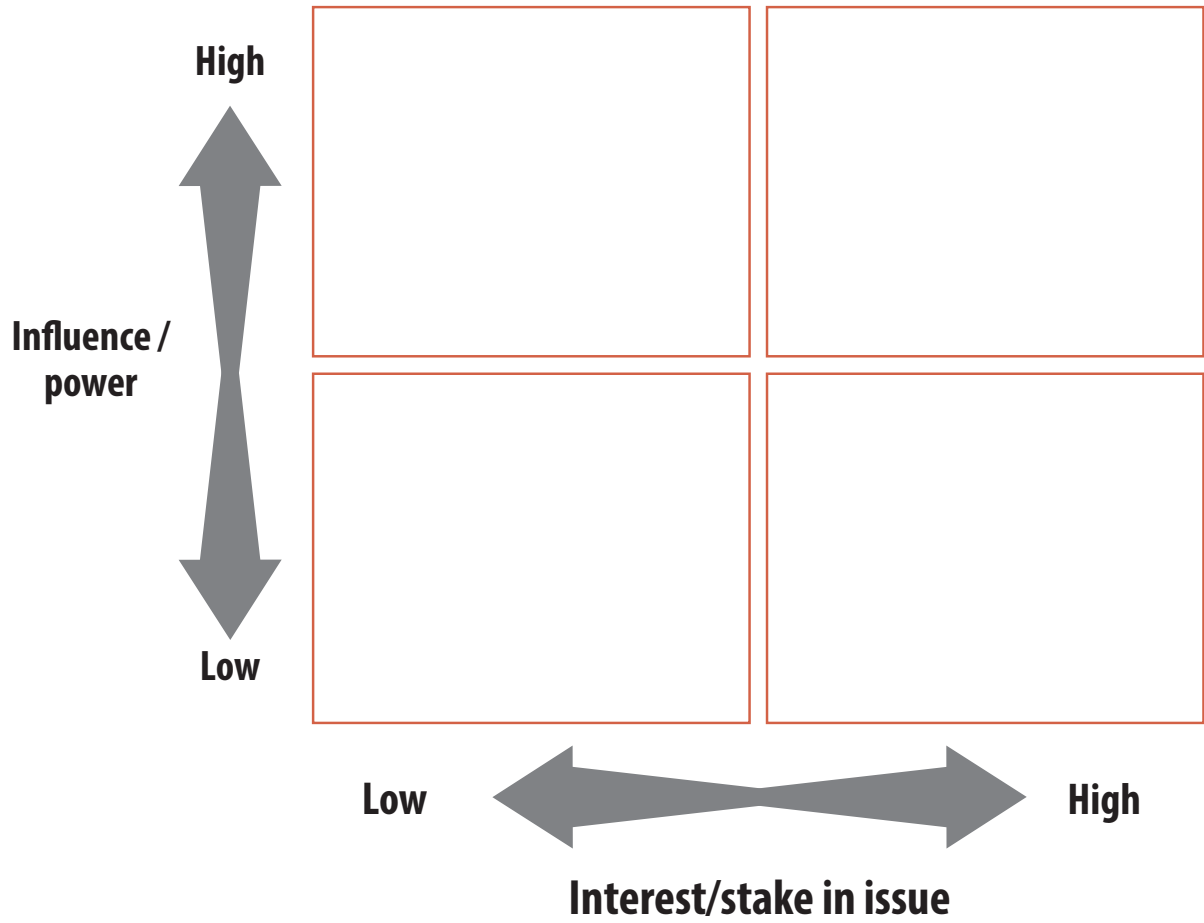 High
Influence /
power
Low
Low
High
Interest/stake in issue